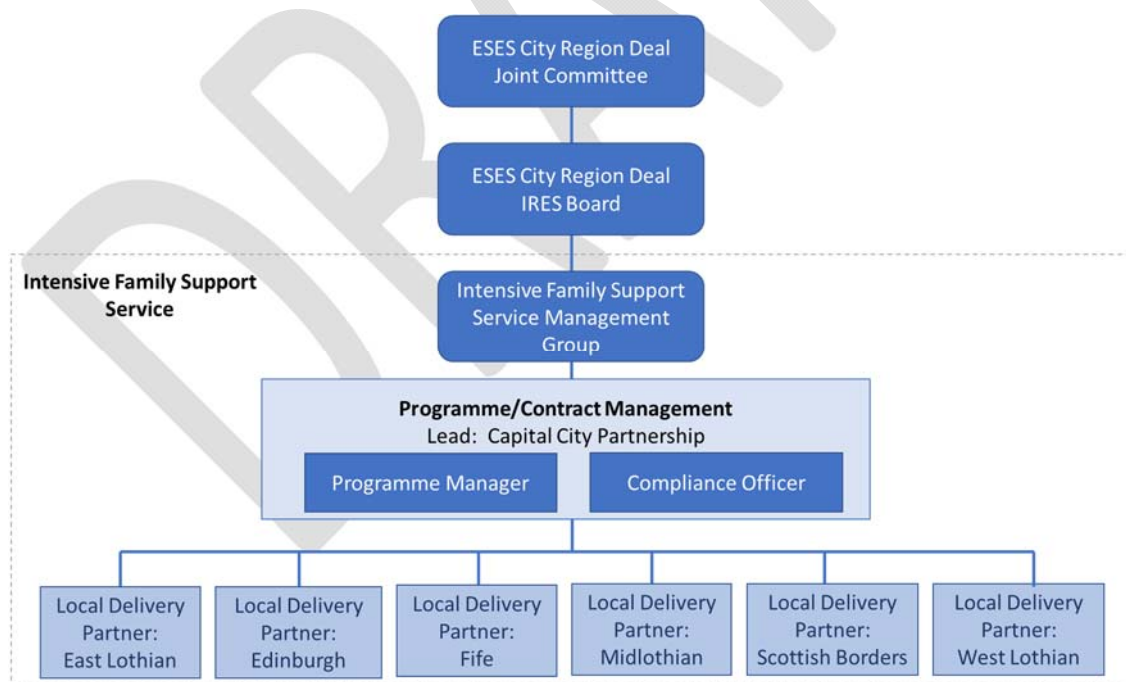 ESES City Region Deal
Joint Committee
ESES City Region Deal
IRES Board
Intensive Family Support
Service
Intensive Family Support
Service Management
Group
Programme/Contract Management
Lead: Capital City Partnership
Programme Manager
Compliance Officer
Local Delivery
Partner:
East Lothian
Local Delivery
Partner:
Edinburgh
Local Delivery
Partner:
Fife
Local Delivery
Partner:
Midlothian
Local Delivery
Partner:
Scottish Borders
Local Delivery
Partner:
West Lothian